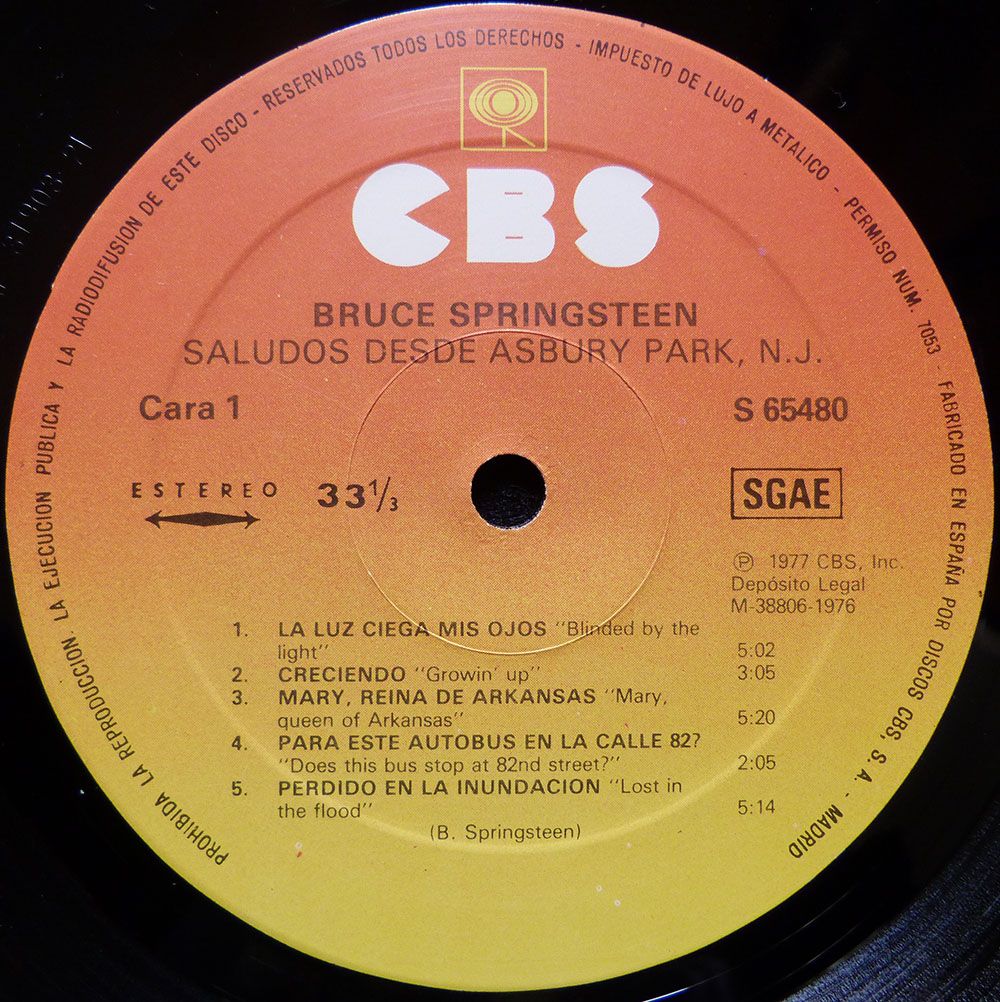 PROHIBIDA LA REPRODUCCION. LA EJECUCION PUBLICA Y LA RADIODIFUSION DE ESTE DISCO - RESERVADOS TODOS LOS DERECHOS - IMPUESTO DE LUJO A METALICO - PERMISO NUM. 7053 - FABRICADO EN ESPAÑA POR DISCOS CBS, S. A. - MADRID
CBS
BRUCE SPRINGSTEEN
SALUDOS DESDE ASBURY PARK, N.J.
Cara 1
S 65480
ESTEREO 33 1/3
SGAE
Ⓟ 1977 CBS, Inc.
Depósito Legal
M-38806-1976
1. LA LUZ CIEGA MIS OJOS "Blinded by the
light" 5:02
2. CRECIENDO "Growin' up" 3:05
3. MARY, REINA DE ARKANSAS "Mary,
queen of Arkansas" 5:20
4. PARA ESTE AUTOBUS EN LA CALLE 82?
"Does this bus stop at 82nd street?" 2:05
5. PERDIDO EN LA INUNDACION "Lost in
the flood" 5:14
(B. Springsteen)